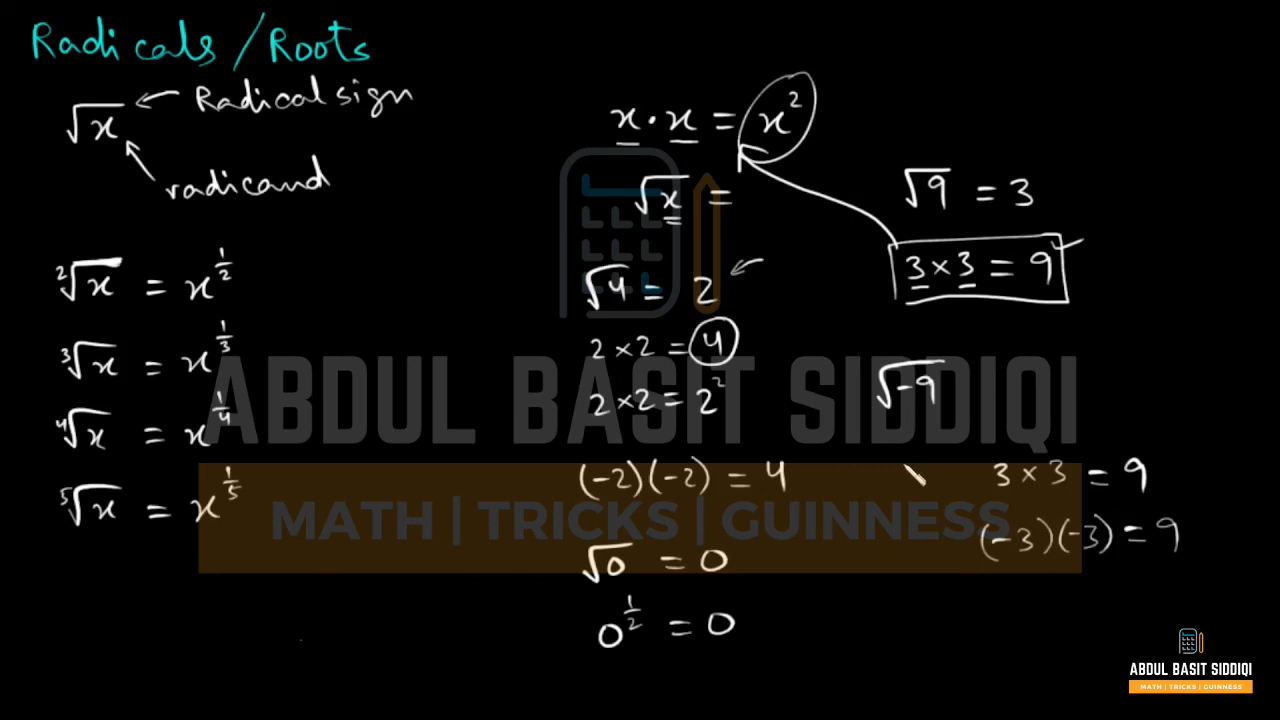 Radicals/Roots
√x ← Radical sign
radicand
²√x = x^(1/2)
³√x = x^(1/3)
⁴√x = x^(1/4)
⁵√x = x^(1/5)
x · x = x²
√x =
√4 = 2
2 × 2 = 4
2 × 2 = 2²
(-2)(-2) = 4
√0 = 0
0^(1/2) = 0
√9 = 3
3 × 3 = 9
√-9
3 × 3 = 9
(-3)(-3) = 9
ABDUL BASIT SIDDIQI
MATH | TRICKS | GUINNESS
ABDUL BASIT SIDDIQI
MATH | TRICKS | GUINNESS